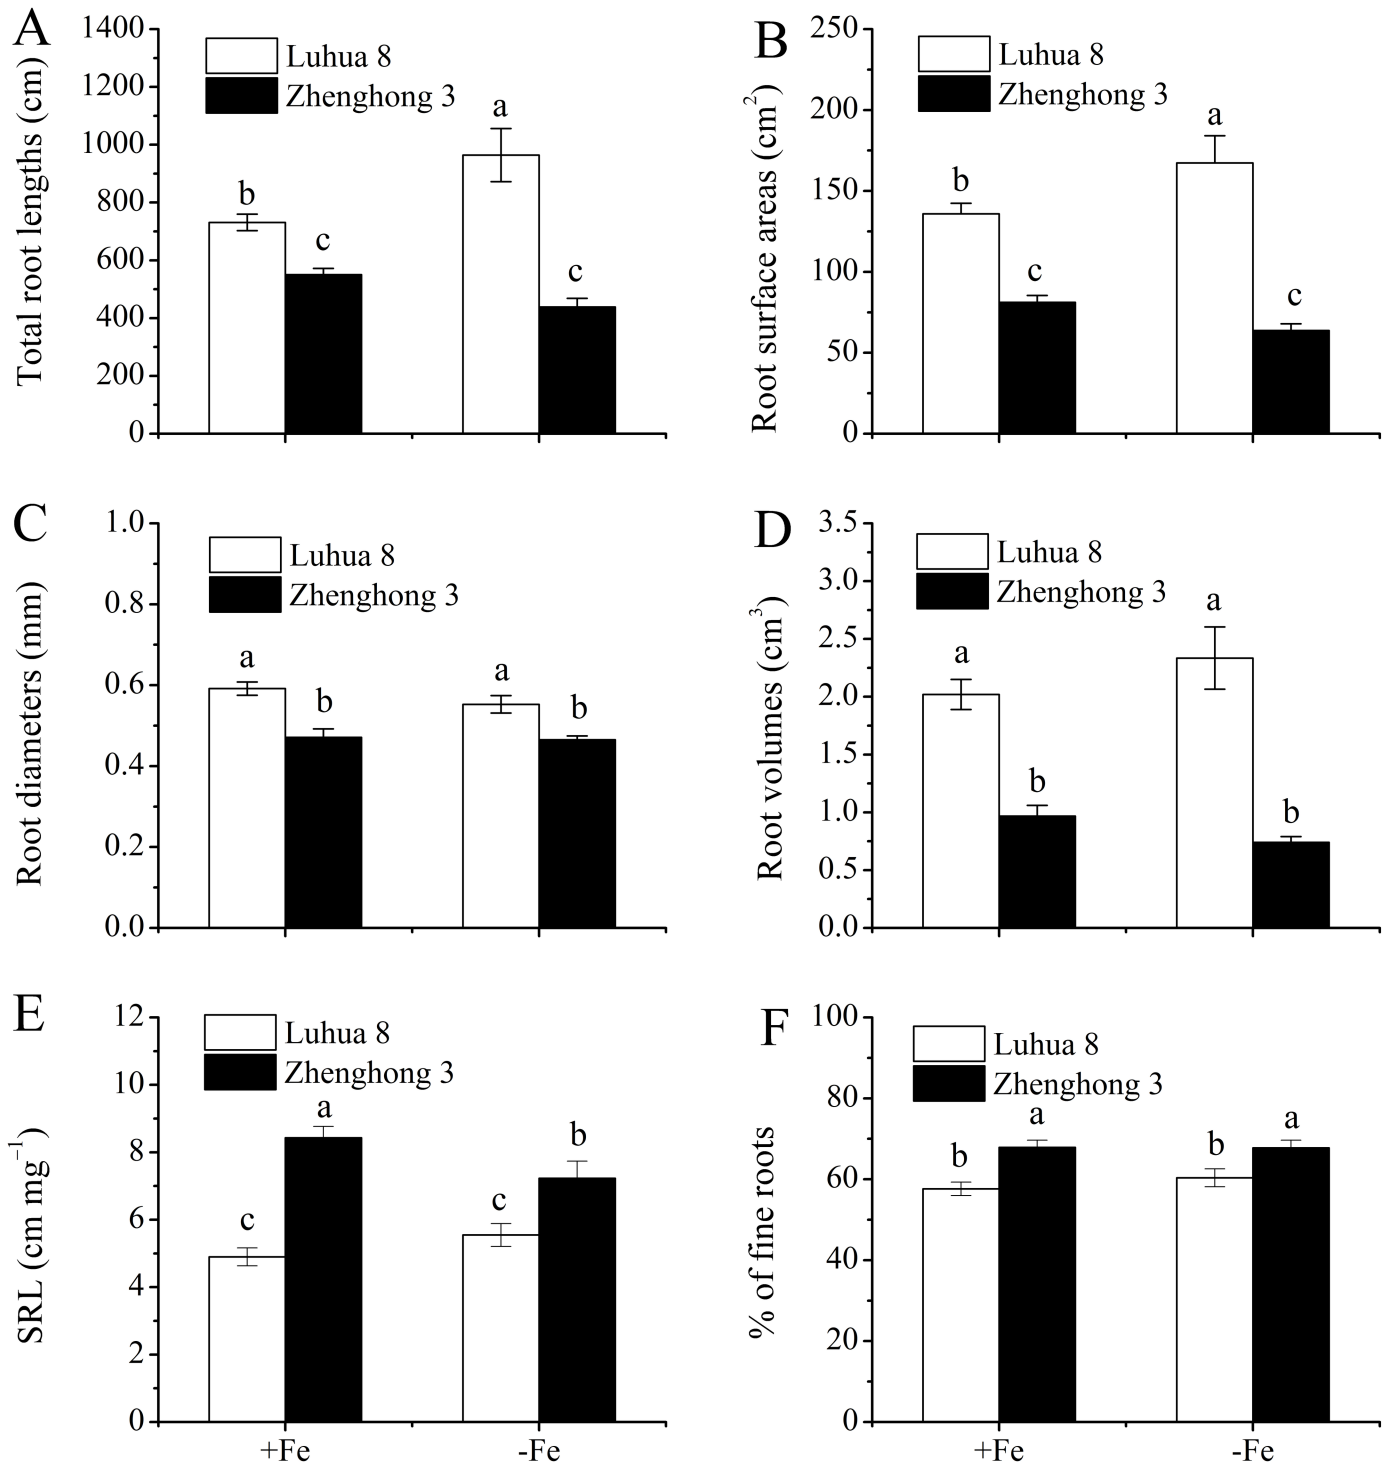 A
Total root lengths (cm)
1400
1200
1000
800
600
400
200
0
Luhua 8
Zhenghong 3
b
c
a
c
B
Root surface areas (cm²)
250
200
150
100
50
0
Luhua 8
Zhenghong 3
b
c
a
c
C
Root diameters (mm)
1.0
0.8
0.6
0.4
0.2
0.0
Luhua 8
Zhenghong 3
a
b
a
b
D
Root volumes (cm³)
3.5
3.0
2.5
2.0
1.5
1.0
0.5
0.0
Luhua 8
Zhenghong 3
a
b
a
b
E
SRL (cm mg⁻¹)
12
10
8
6
4
2
0
Luhua 8
Zhenghong 3
c
a
c
b
+Fe
-Fe
F
% of fine roots
100
80
60
40
20
0
Luhua 8
Zhenghong 3
b
a
b
a
+Fe
-Fe